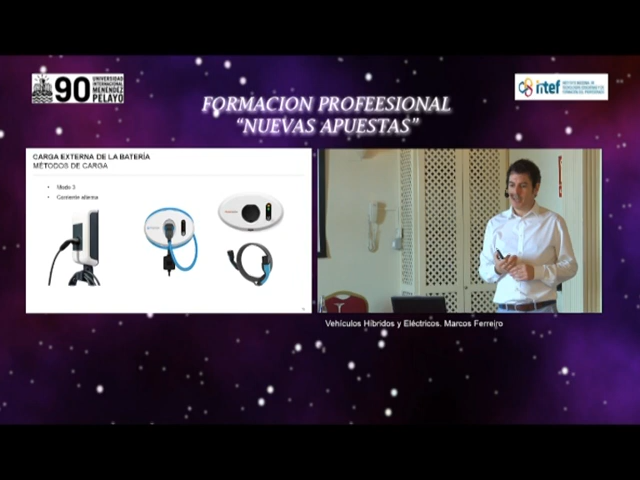 90
UNIVERSIDAD
INTERNACIONAL
MENÉNDEZ
PELAYO
intef
FORMACION PROFEESIONAL
“NUEVAS APUESTAS”
CARGA EXTERNA DE LA BATERÍA
MÉTODOS DE CARGA
• Modo 3
• Corriente alterna
Vehículos Híbridos y Eléctricos. Marcos Ferreiro